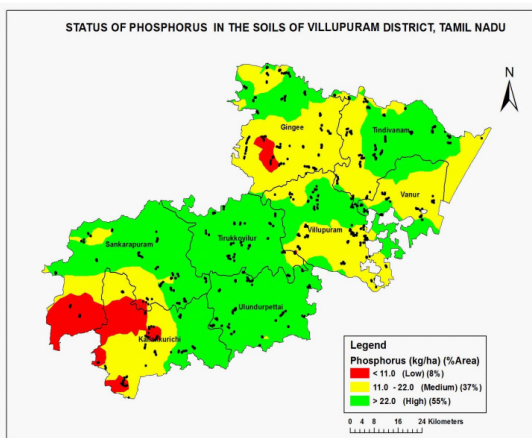 STATUS OF PHOSPHORUS IN THE SOILS OF VILLUPURAM DISTRICT, TAMIL NADU
N
Gingee
Tindivanam
Vanur
Villupuram
Tirukkovilur
Sankarapuram
Ulundurpettai
Kallakurichi
Legend
Phosphorus (kg/ha) (%Area)
< 11.0 (Low) (8%)
11.0 - 22.0 (Medium) (37%)
> 22.0 (High) (55%)
0 4 8 16 24 Kilometers